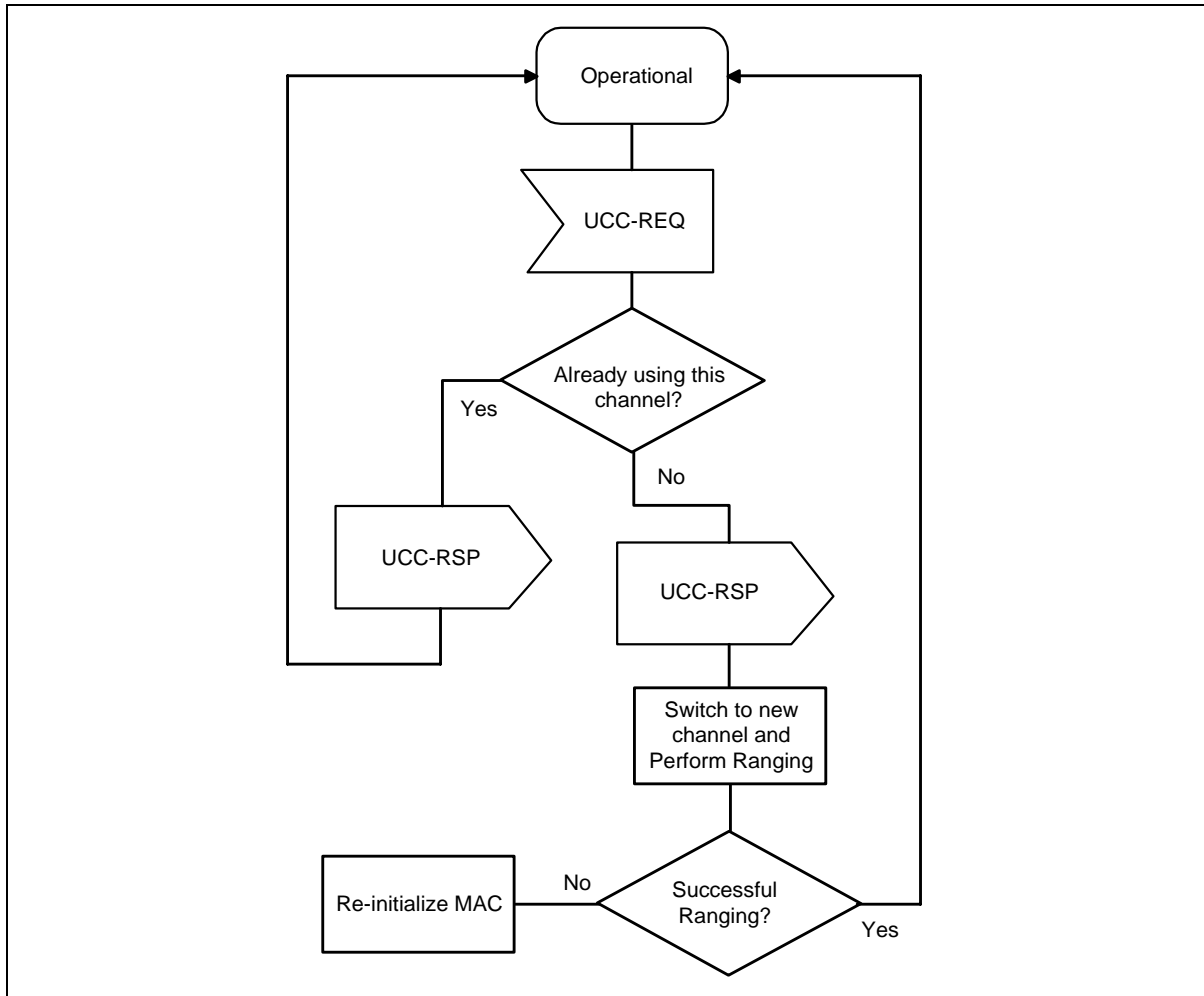 Operational
UCC-REQ
Already using this
channel?
Yes
No
UCC-RSP
UCC-RSP
Switch to new
channel and
Perform Ranging
Successful
Ranging?
No
Yes
Re-initialize MAC